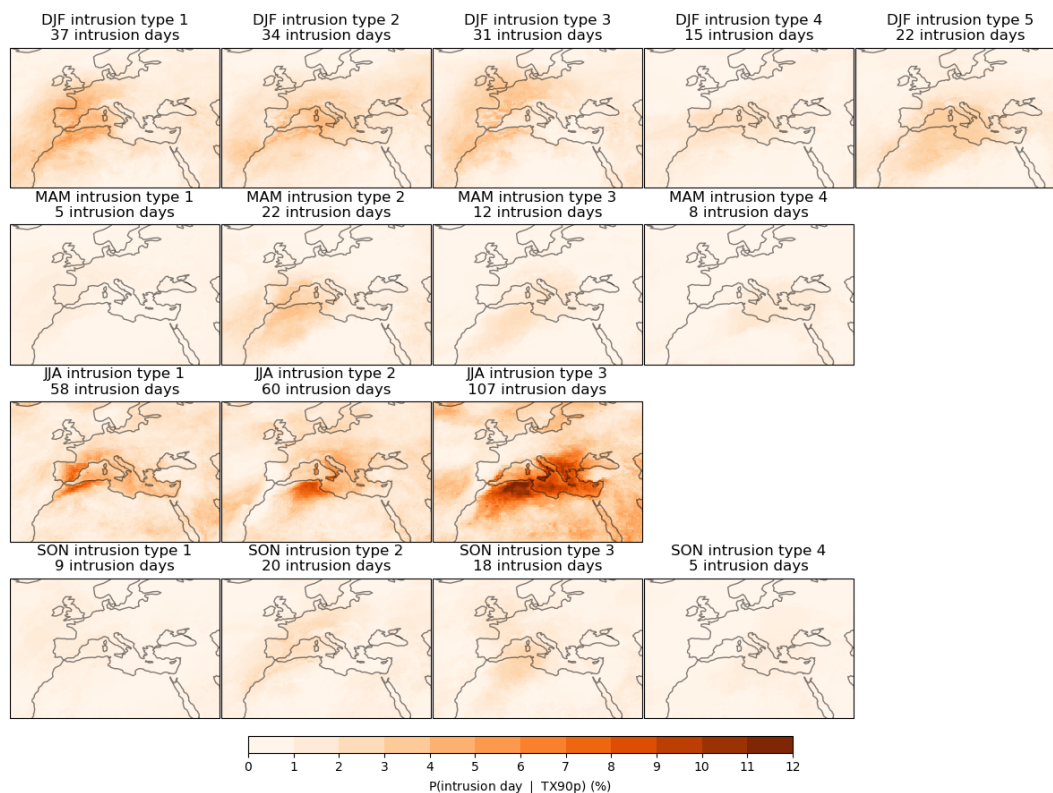 DJF intrusion type 1
37 intrusion days
DJF intrusion type 2
34 intrusion days
DJF intrusion type 3
31 intrusion days
DJF intrusion type 4
15 intrusion days
DJF intrusion type 5
22 intrusion days
MAM intrusion type 1
5 intrusion days
MAM intrusion type 2
22 intrusion days
MAM intrusion type 3
12 intrusion days
MAM intrusion type 4
8 intrusion days
JJA intrusion type 1
58 intrusion days
JJA intrusion type 2
60 intrusion days
JJA intrusion type 3
107 intrusion days
SON intrusion type 1
9 intrusion days
SON intrusion type 2
20 intrusion days
SON intrusion type 3
18 intrusion days
SON intrusion type 4
5 intrusion days
0 1 2 3 4 5 6 7 8 9 10 11 12
P(intrusion day | TX90p) (%)